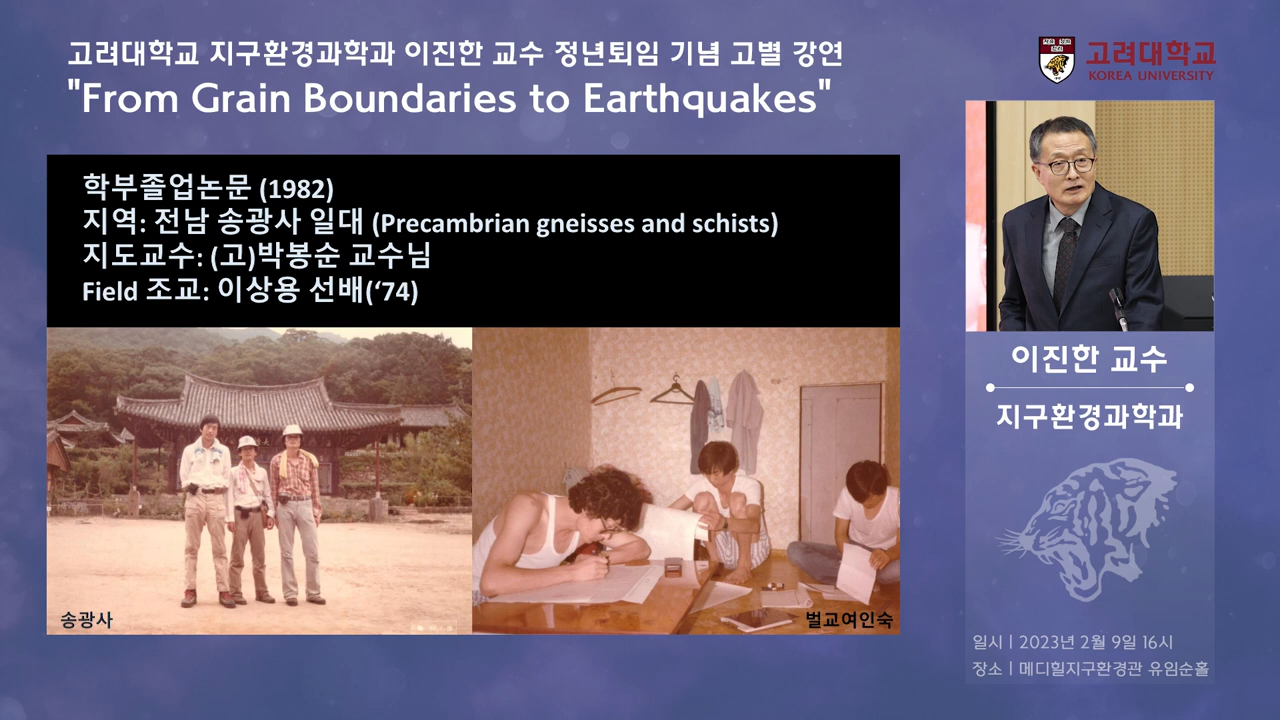 고려대학교 지구환경과학과 이진한 교수 정년퇴임 기념 고별 강연
"From Grain Boundaries to Earthquakes"
고려대학교
KOREA UNIVERSITY
학부졸업논문 (1982)
지역: 전남 송광사 일대 (Precambrian gneisses and schists)
지도교수: (고)박봉순 교수님
Field 조교: 이상용 선배(‘74)
송광사
벌교여인숙
이진한 교수
지구환경과학과
일시 | 2023년 2월 9일 16시
장소 | 메디힐지구환경관 유임순홀